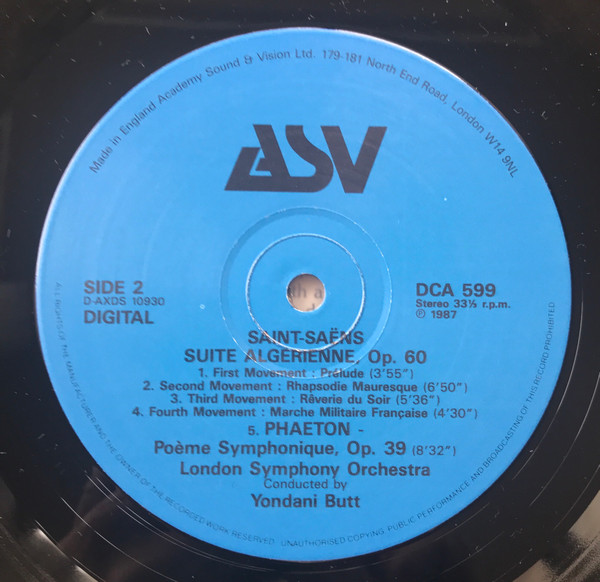 Made in England Academy Sound & Vision Ltd. 179-181 North End Road, London W14 9NL
ASV
SIDE 2
D-AXDS 10930
DIGITAL
DCA 599
Stereo 33⅓ r.p.m.
℗ 1987
SAINT-SAËNS
SUITE ALGÉRIENNE, Op. 60
1. First Movement : Prélude (3'55")
2. Second Movement : Rhapsodie Mauresque (6'50")
3. Third Movement : Rêverie du Soir (5'36")
4. Fourth Movement : Marche Militaire Française (4'30")
5. PHAETON -
Poème Symphonique, Op. 39 (8'32")
London Symphony Orchestra
Conducted by
Yondani Butt
ALL RIGHTS OF THE MANUFACTURER AND THE OWNER OF THE RECORDED WORK RESERVED. UNAUTHORISED COPYING, PUBLIC PERFORMANCE AND BROADCASTING OF THIS RECORD PROHIBITED